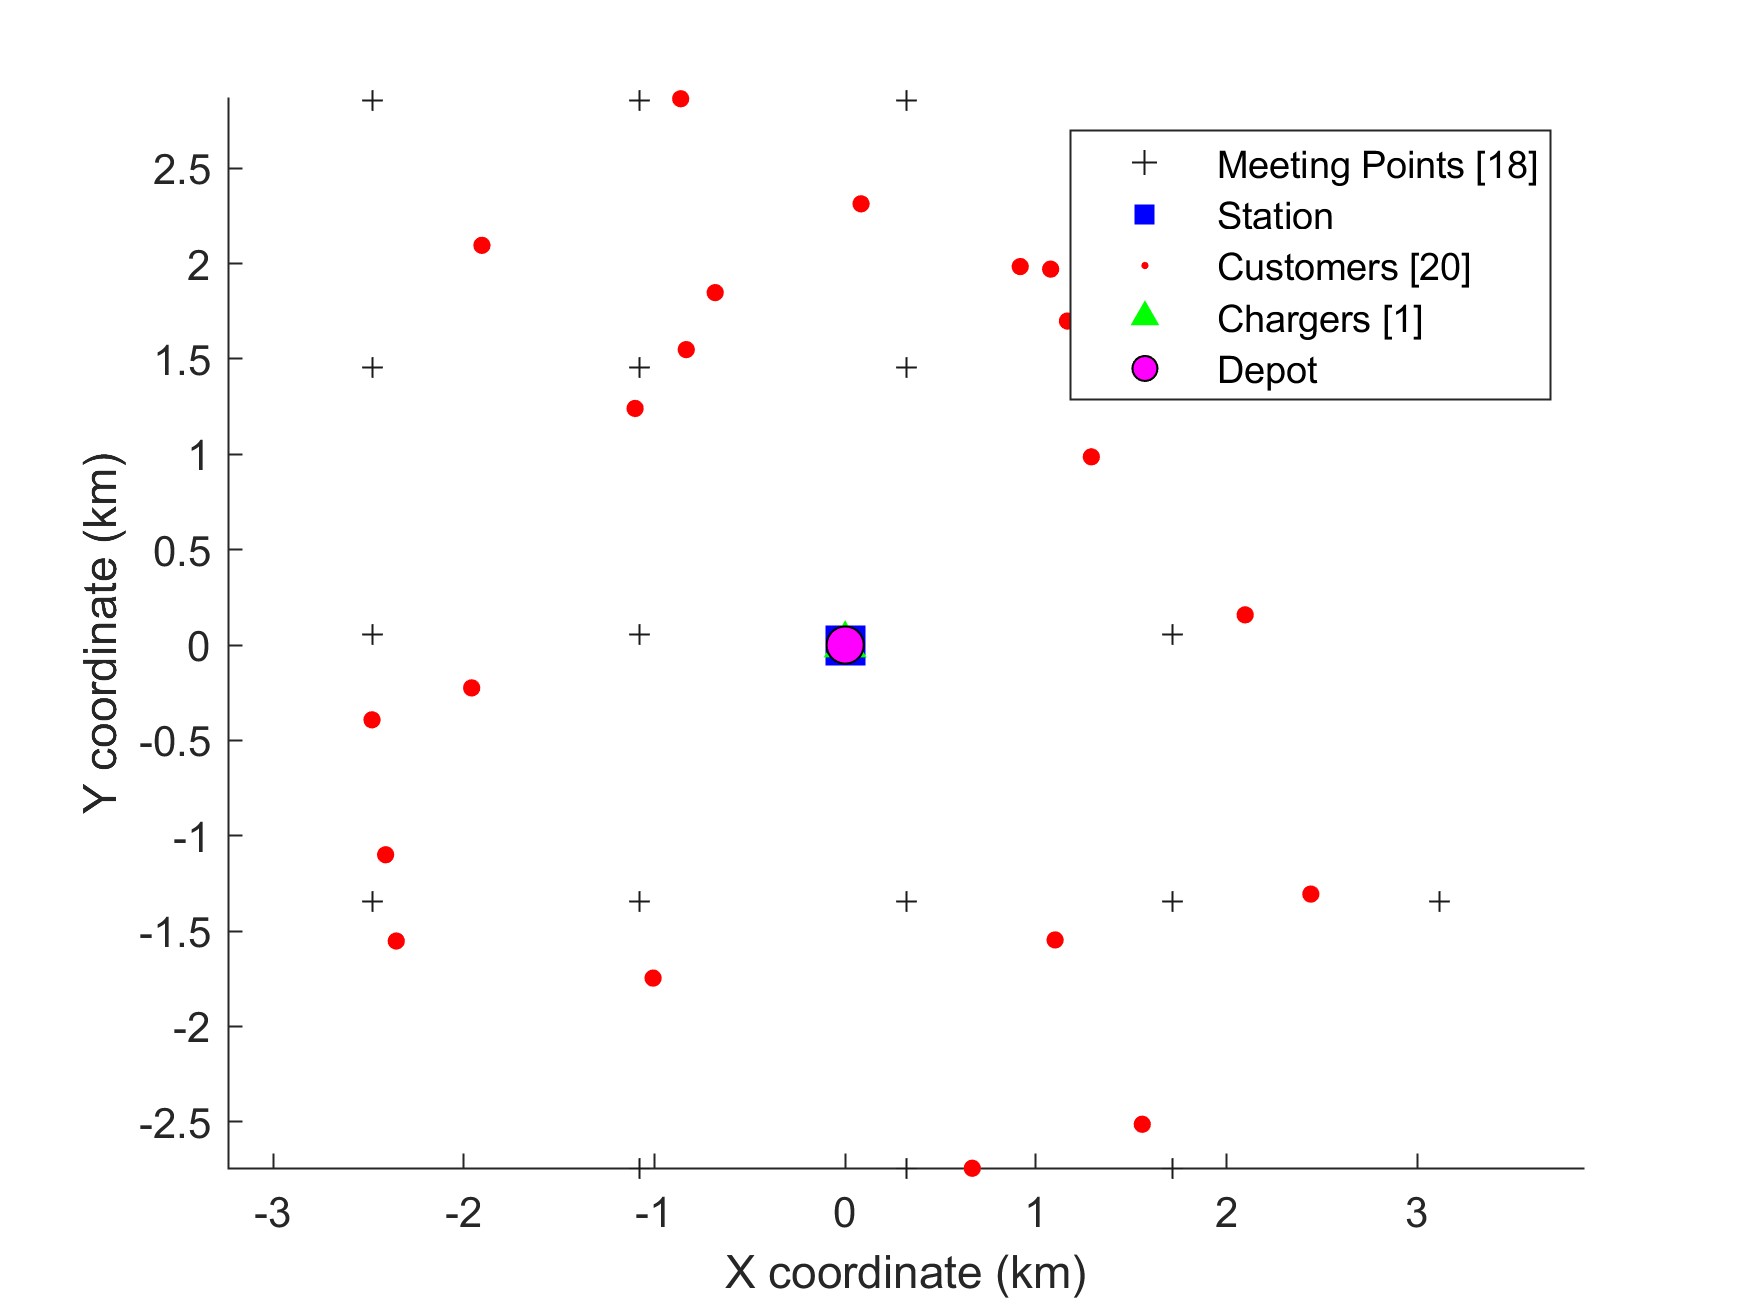 Meeting Points [18]
Station
Customers [20]
Chargers [1]
Depot
Y coordinate (km)
2.5
2
1.5
1
0.5
0
-0.5
-1
-1.5
-2
-2.5
-3 -2 -1 0 1 2 3
X coordinate (km)